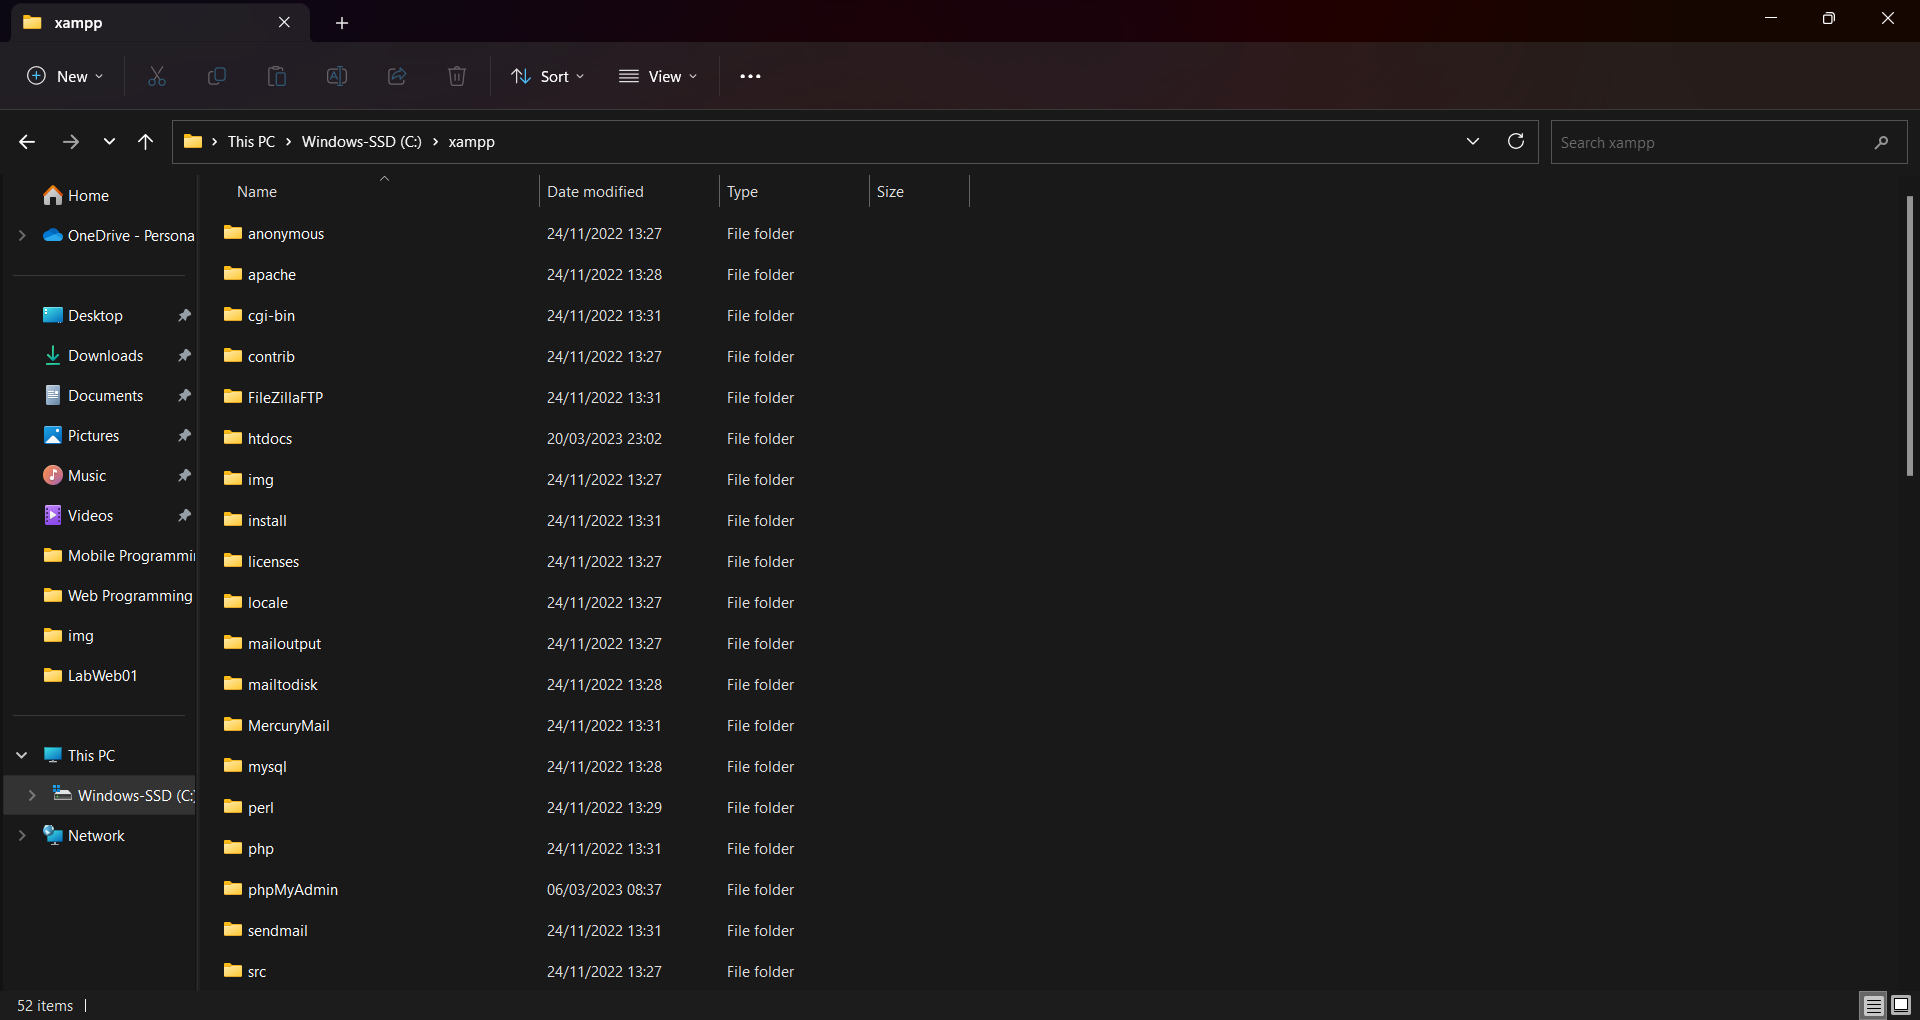 xampp
New
Sort
View
This PC
Windows-SSD (C:)
xampp
Search xampp
Home
OneDrive - Persona
Desktop
Downloads
Documents
Pictures
Music
Videos
Mobile Programmi
Web Programming
img
LabWeb01
This PC
Windows-SSD (C:)
Network
Name Date modified Type Size
anonymous 24/11/2022 13:27 File folder
apache 24/11/2022 13:28 File folder
cgi-bin 24/11/2022 13:31 File folder
contrib 24/11/2022 13:27 File folder
FileZillaFTP 24/11/2022 13:31 File folder
htdocs 20/03/2023 23:02 File folder
img 24/11/2022 13:27 File folder
install 24/11/2022 13:31 File folder
licenses 24/11/2022 13:27 File folder
locale 24/11/2022 13:27 File folder
mailoutput 24/11/2022 13:27 File folder
mailtodisk 24/11/2022 13:28 File folder
MercuryMail 24/11/2022 13:31 File folder
mysql 24/11/2022 13:28 File folder
perl 24/11/2022 13:29 File folder
php 24/11/2022 13:31 File folder
phpMyAdmin 06/03/2023 08:37 File folder
sendmail 24/11/2022 13:31 File folder
src 24/11/2022 13:27 File folder
52 items